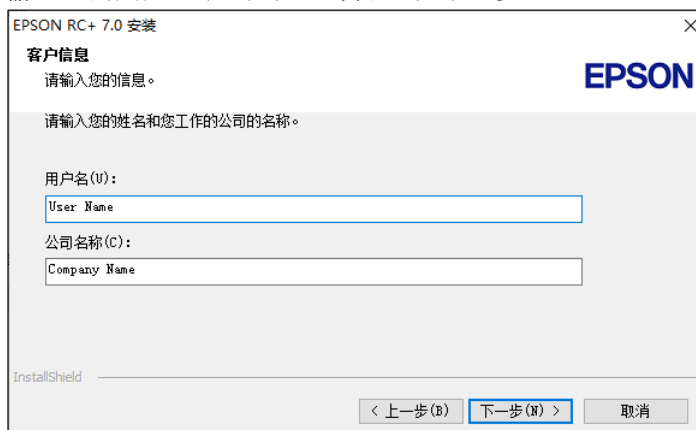 EPSON RC+ 7.0 安装
客户信息
请输入您的信息。
EPSON
请输入您的姓名和您工作的公司的名称。
用户名(U):
User Name
公司名称(C):
Company Name
InstallShield
< 上一步(B)
下一步(N) >
取消